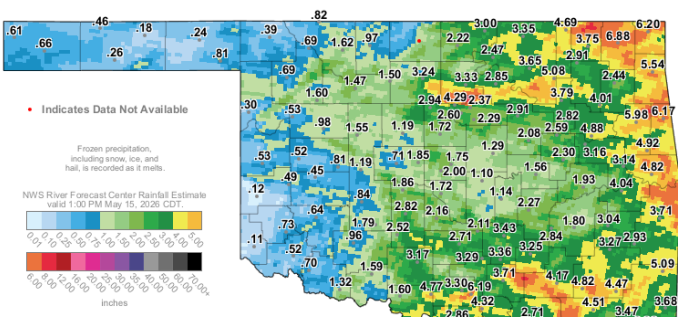 .82
.61 .46 .18 .24 .39 3.00 3.35 4.69 6.20
.66 .26 .81 .69 1.62 .97 2.22 2.47 3.75 6.88
.69 1.47 1.50 3.24 3.33 2.85 3.65 5.08 2.91 2.44 5.54
1.60 2.94 4.29 2.37 3.79 4.01
.30 .53 .98 1.55 1.19 2.60 1.72 2.29 2.91 2.82 5.98 6.17
• Indicates Data Not Available
2.08 2.59 4.88
Frozen precipitation,
including snow, ice, and
hail, is recorded as it melts.
.53 .52 .81 1.19 .71 1.85 1.75 1.29 2.30 3.16 3.14 4.92
.49 .45 2.00 1.10 1.56 4.82
NWS River Forecast Center Rainfall Estimate
valid 1:00 PM May 15, 2026 CDT.
.12 .84 1.86 1.72 1.14 1.93 4.04
.64 2.82 2.16 2.27 3.71
.73 1.79 2.52 2.11 3.43 1.80 3.04
.11 .96 2.71 2.84 3.27 2.93
.52 3.17 3.29 3.36 3.25
.70 1.59 3.71 4.17 4.82 4.47 5.09
1.32 1.60 4.77 3.30 6.19
4.32 4.51 3.68
2.86 2.71 3.47
0.01 0.10 0.25 0.50 0.75 1.00 1.50 2.00 2.50 3.00 4.00 5.00
6.00 8.00 12.00 16.00 20.00 25.00 30.00 35.00 40.00 50.00 60.00 70.00+
inches